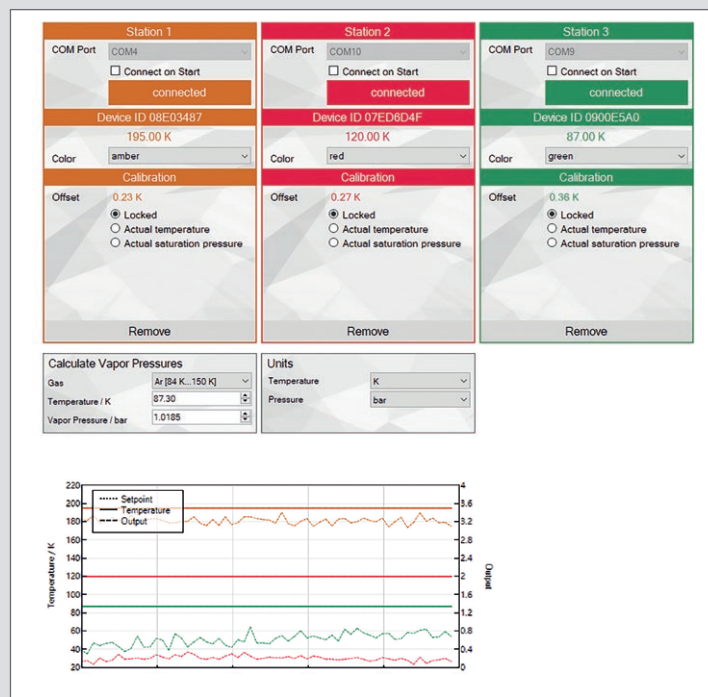 Station 1
COM Port COM4
Connect on Start
connected
Device ID 08E03487
195.00 K
Color amber
Calibration
Offset 0.23 K
Locked
Actual temperature
Actual saturation pressure
Remove
Station 2
COM Port COM10
Connect on Start
connected
Device ID 07ED6D4F
120.00 K
Color red
Calibration
Offset 0.27 K
Locked
Actual temperature
Actual saturation pressure
Remove
Station 3
COM Port COM9
Connect on Start
connected
Device ID 0900E5A0
87.00 K
Color green
Calibration
Offset 0.36 K
Locked
Actual temperature
Actual saturation pressure
Remove
Calculate Vapor Pressures
Gas Ar [84 K...150 K]
Temperature / K 87.30
Vapor Pressure / bar 1.0185
Units
Temperature K
Pressure bar
Temperature / K
220
200
180
160
140
120
100
80
60
40
20
Setpoint
Temperature
Output
4
3.6
3.2
2.8
2.4
2
1.6
1.2
0.8
0.4
0
Output